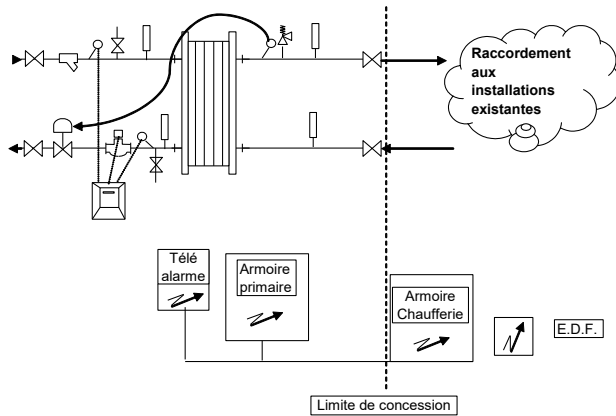 Raccordement
aux
installations
existantes
Télé
alarme
Armoire
primaire
Armoire
Chaufferie
E.D.F.
Limite de concession